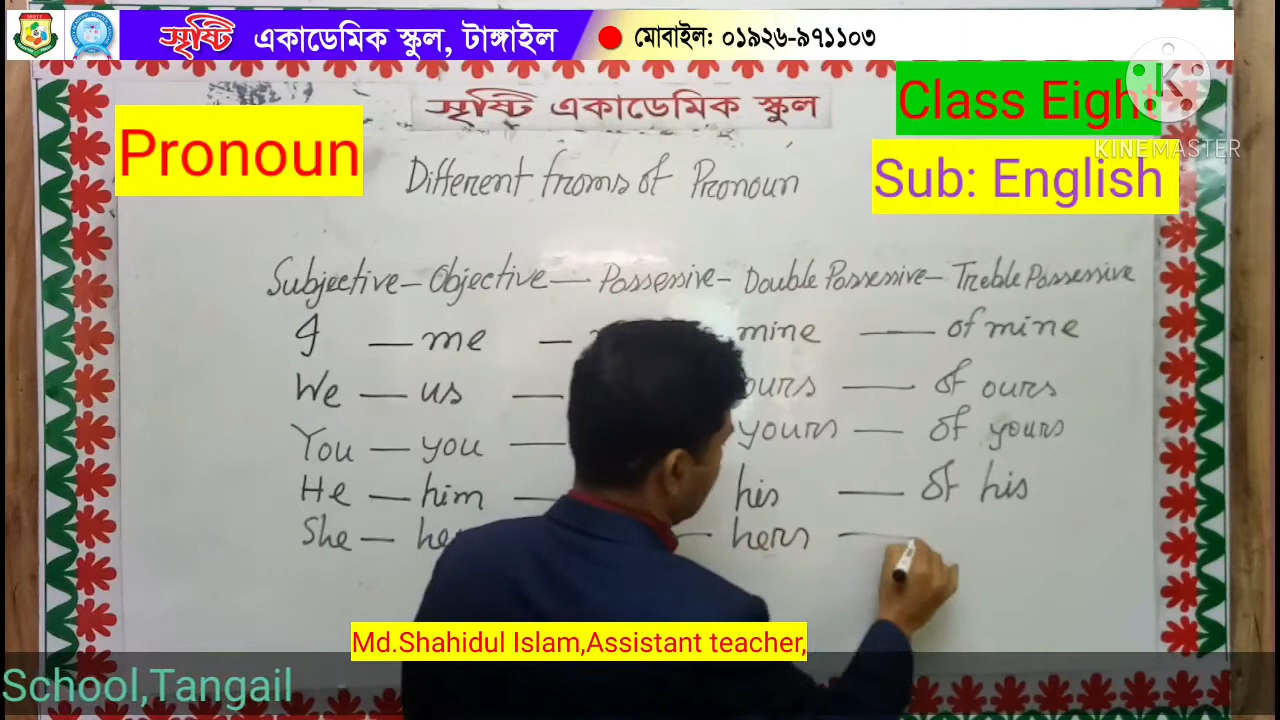 সৃষ্টি একাডেমিক স্কুল, টাঙ্গাইল মোবাইল: ০১৯২৬-৯৭১১০৩
সৃষ্টি একাডেমিক স্কুল
Class Eight
KINEMASTER
Pronoun
Sub: English
Different froms of Pronoun
Subjective – Objective — Possessive – Double Possessive – Treble Possessive
I — me — mine — of mine
We — us — ours — of ours
You — you — yours — of yours
He — him — his — of his
She — — hers —
Md.Shahidul Islam,Assistant teacher,
School,Tangail